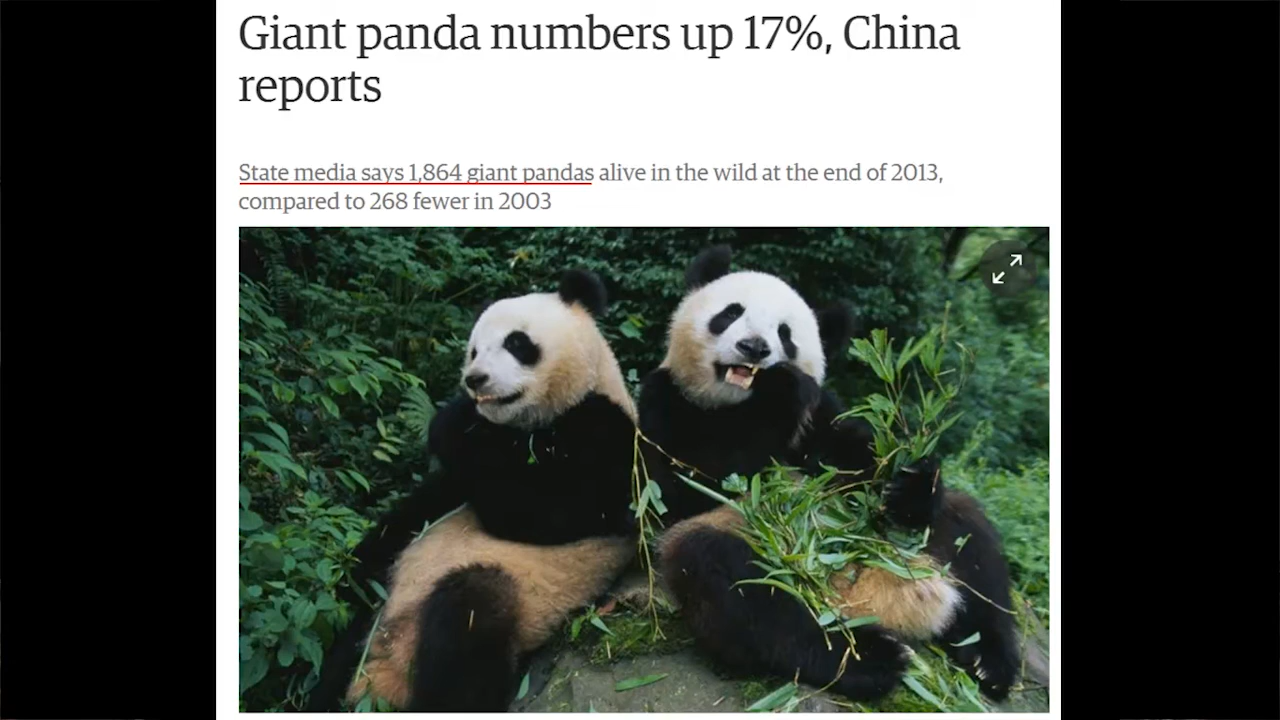 Giant panda numbers up 17%, China
reports
State media says 1,864 giant pandas alive in the wild at the end of 2013,
compared to 268 fewer in 2003